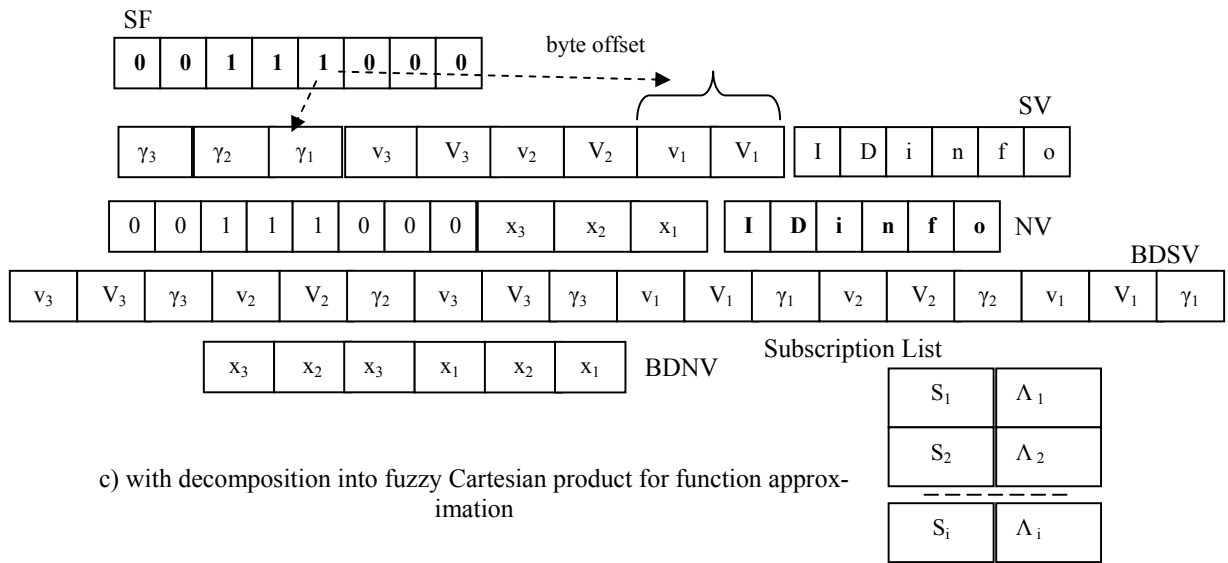 SF
0 0 1 1 1 0 0 0
byte offset
SV
γ3 γ2 γ1 v3 V3 v2 V2 v1 V1 I D i n f o
0 0 1 1 1 0 0 0 x3 x2 x1 I D i n f o NV
BDSV
v3 V3 γ3 v2 V2 γ2 v3 V3 γ3 v1 V1 γ1 v2 V2 γ2 v1 V1 γ1
x3 x2 x3 x1 x2 x1 BDNV
Subscription List
S1 Λ1
S2 Λ2
Si Λi
c) with decomposition into fuzzy Cartesian product for function approx-
imation